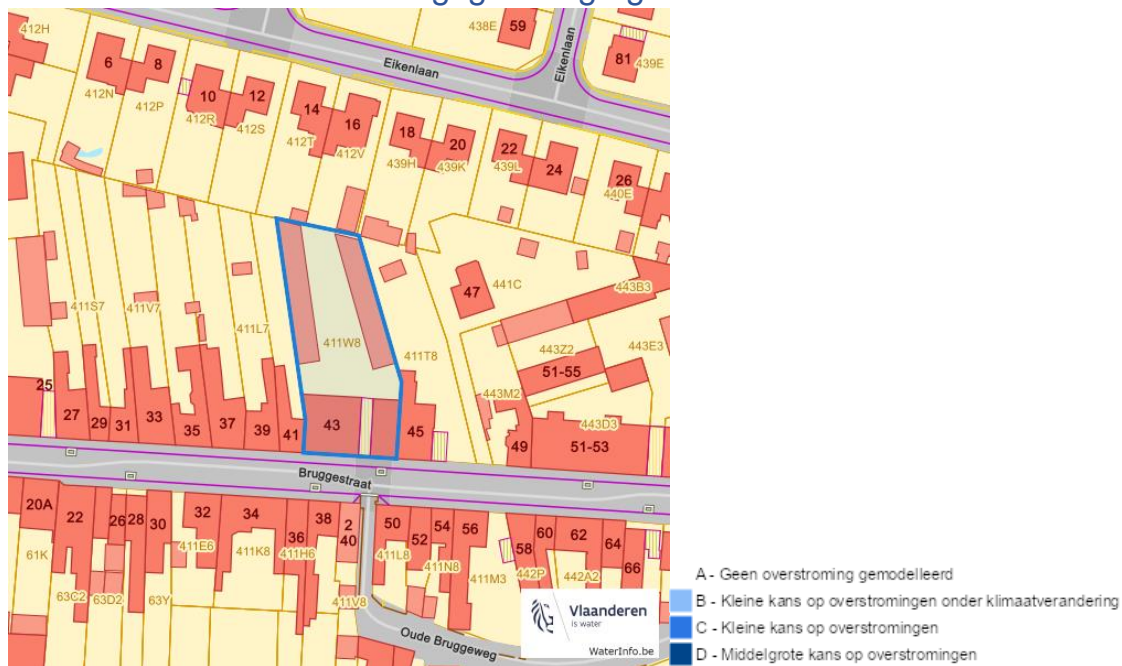 412H
438E
59
81
439E
Eikenlaan
Eikenlaan
6
8
412N
412P
10
12
412R
412S
14
16
412T
412V
18
20
439H
439K
22
24
439L
26
440E
47
441C
443B3
411S7
411V7
411L7
411W8
411T8
443Z2
443E3
51-55
443M2
443D3
25
27
29
31
33
35
37
39
41
43
45
49
51-53
Bruggestraat
20A
22
26
28
30
32
34
36
38
2
40
50
52
54
56
58
60
62
64
66
61K
63C2
63D2
63Y
411E6
411K8
411H6
411V8
411L8
411N8
411M3
442P
442A2
Oude Bruggeweg
Vlaanderen
is water
WaterInfo.be
A - Geen overstroming gemodelleerd
B - Kleine kans op overstromingen onder klimaatverandering
C - Kleine kans op overstromingen
D - Middelgrote kans op overstromingen